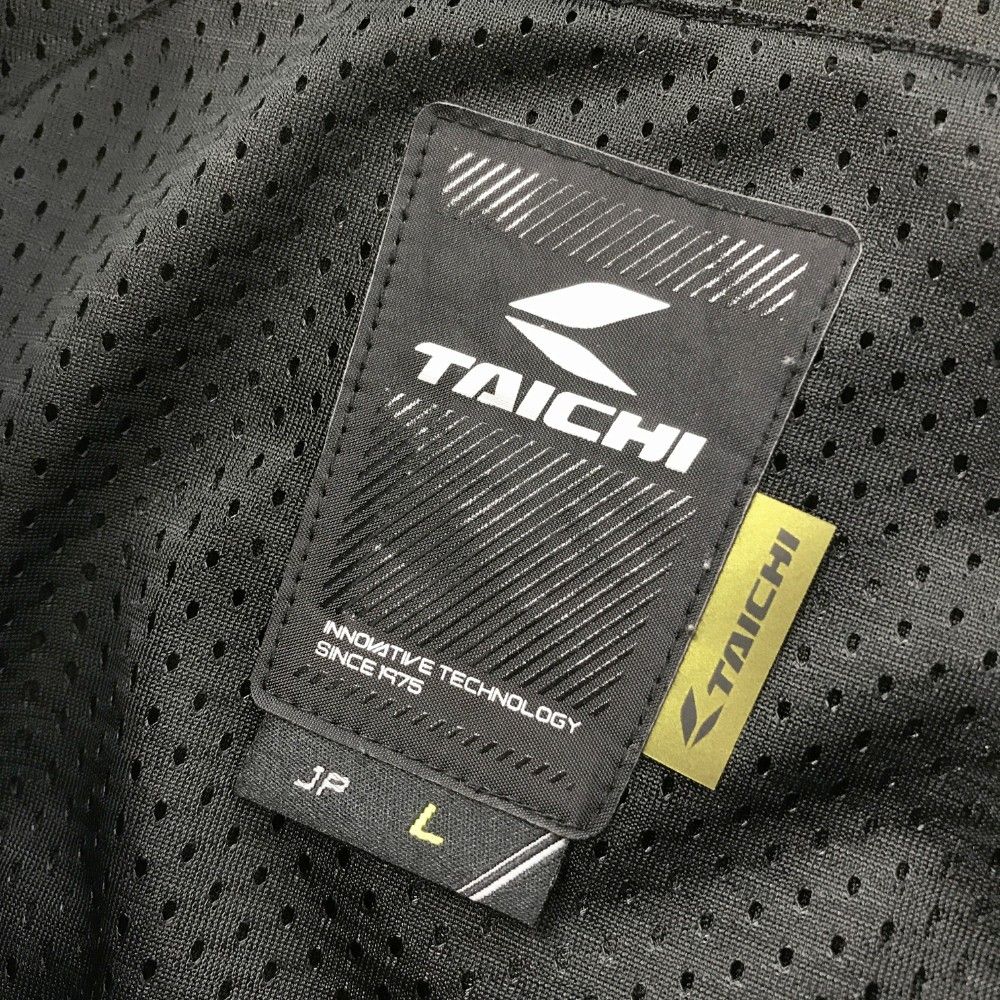 TAICHI
INNOVATIVE TECHNOLOGY
SINCE 1975
TAICHI
JP L